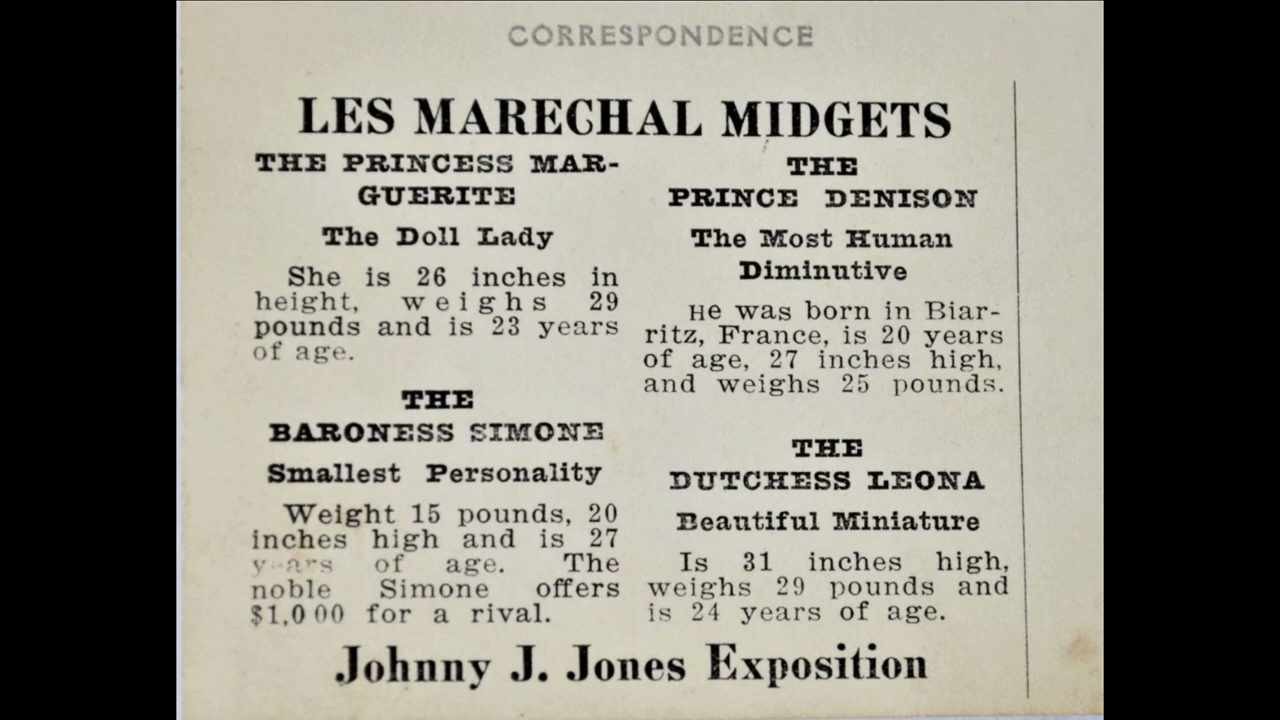 CORRESPONDENCE
LES MARECHAL MIDGETS
THE PRINCESS MAR-
GUERITE
The Doll Lady
She is 26 inches in
height, weighs 29
pounds and is 23 years
of age.
THE
BARONESS SIMONE
Smallest Personality
Weight 15 pounds, 20
inches high and is 27
years of age. The
noble Simone offers
$1,000 for a rival.
THE
PRINCE DENISON
The Most Human
Diminutive
He was born in Biar-
ritz, France, is 20 years
of age, 27 inches high,
and weighs 25 pounds.
THE
DUTCHESS LEONA
Beautiful Miniature
Is 31 inches high,
weighs 29 pounds and
is 24 years of age.
Johnny J. Jones Exposition